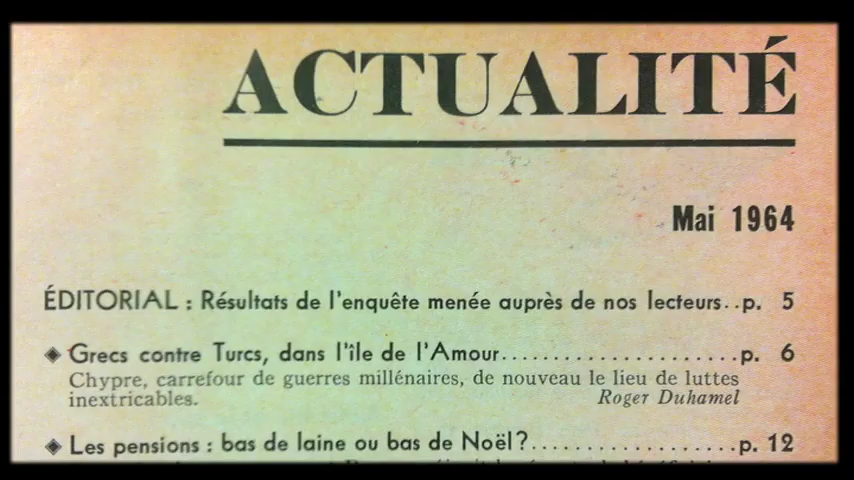 ACTUALITÉ
Mai 1964
ÉDITORIAL : Résultats de l'enquête menée auprès de nos lecteurs..p. 5
◆ Grecs contre Turcs, dans l'île de l'Amour......................p. 6
Chypre, carrefour de guerres millénaires, de nouveau le lieu de luttes
inextricables. Roger Duhamel
◆ Les pensions : bas de laine ou bas de Noël?...................p. 12